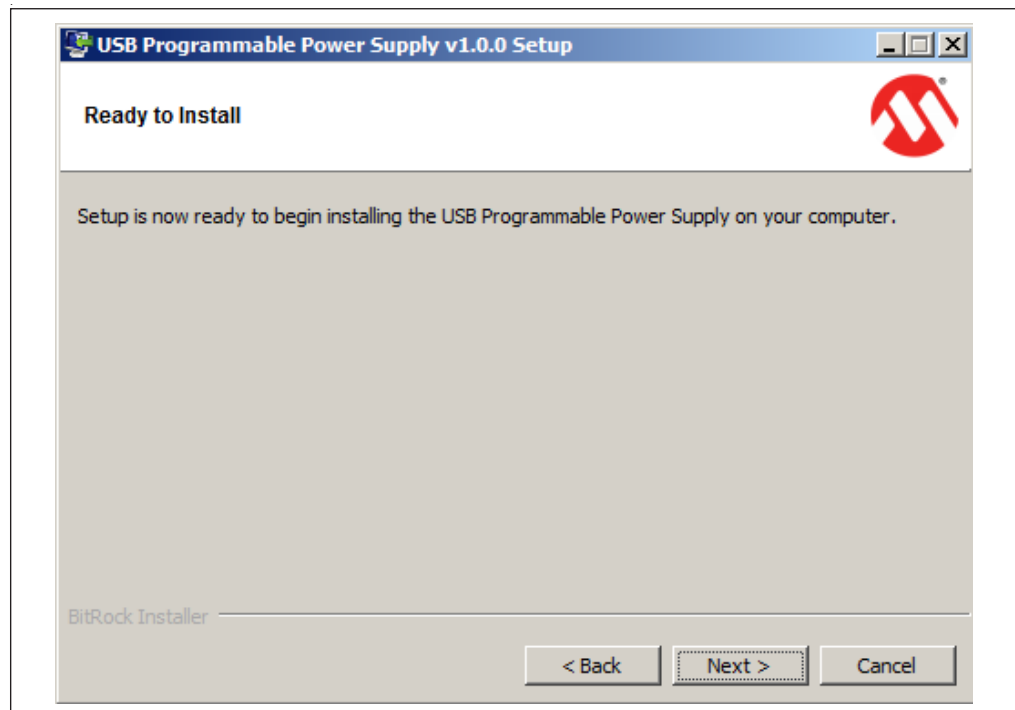 USB Programmable Power Supply v1.0.0 Setup
Ready to Install
Setup is now ready to begin installing the USB Programmable Power Supply on your computer.
BitRock Installer
< Back Next > Cancel